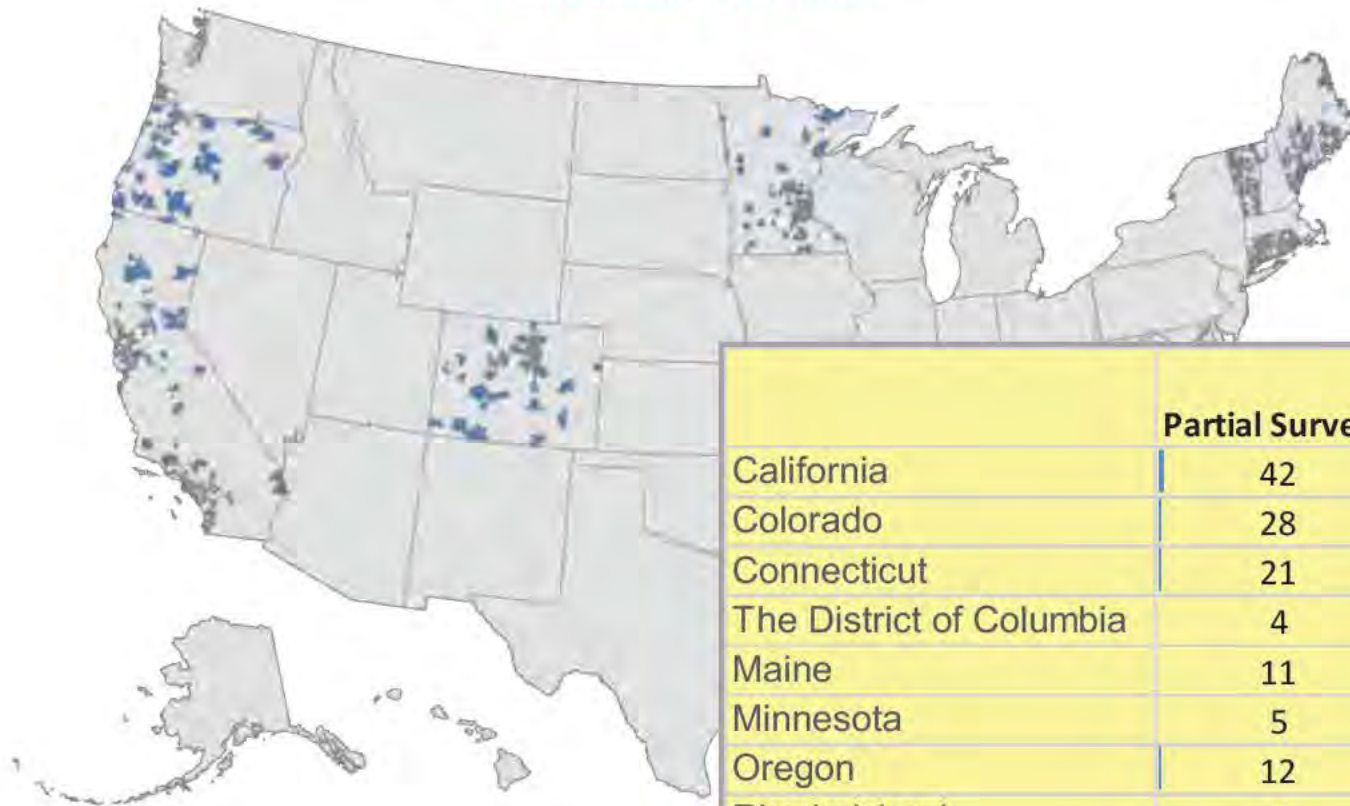 Partial Surve
California 42
Colorado 28
Connecticut 21
The District of Columbia 4
Maine 11
Minnesota 5
Oregon 12